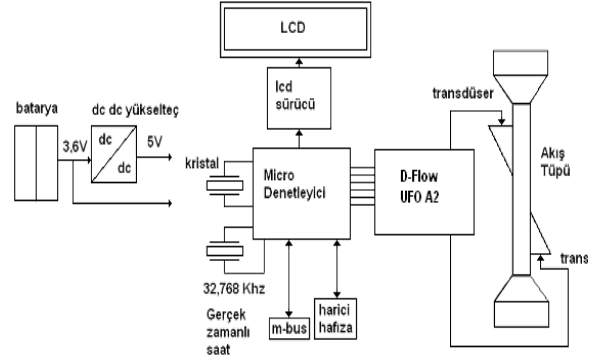 LCD
batarya
dc dc yükselteç
lcd
sürücü
transdüser
3,6V
dc
dc
5V
kristal
Micro
Denetleyici
D-Flow
UFO A2
Akış
Tüpü
trans
32,768 Khz
Gerçek
zamanlı
saat
m-bus
harici
hafıza